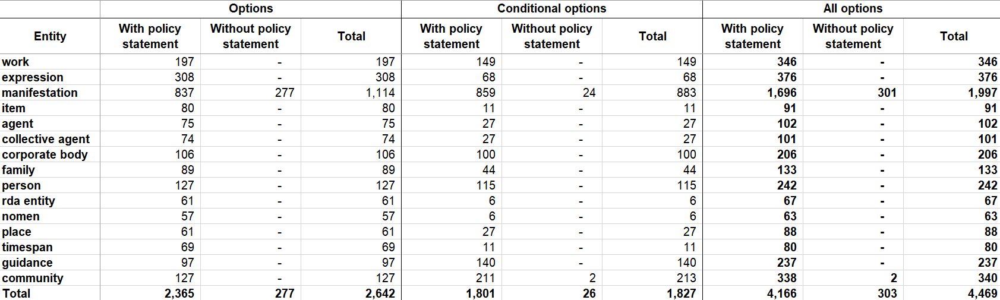 Options Conditional options All options
Entity With policy statement Without policy statement Total With policy statement Without policy statement Total With policy statement Without policy statement Total
work 197 - 197 149 - 149 346 - 346
expression 308 - 308 68 - 68 376 - 376
manifestation 837 277 1,114 859 24 883 1,696 301 1,997
item 80 - 80 11 - 11 91 - 91
agent 75 - 75 27 - 27 102 - 102
collective agent 74 - 74 27 - 27 101 - 101
corporate body 106 - 106 100 - 100 206 - 206
family 89 - 89 44 - 44 133 - 133
person 127 - 127 115 - 115 242 - 242
rda entity 61 - 61 6 - 6 67 - 67
nomen 57 - 57 6 - 6 63 - 63
place 61 - 61 27 - 27 88 - 88
timespan 69 - 69 11 - 11 80 - 80
guidance 97 - 97 140 - 140 237 - 237
community 127 - 127 211 2 213 338 2 340
Total 2,365 277 2,642 1,801 26 1,827 4,166 303 4,469